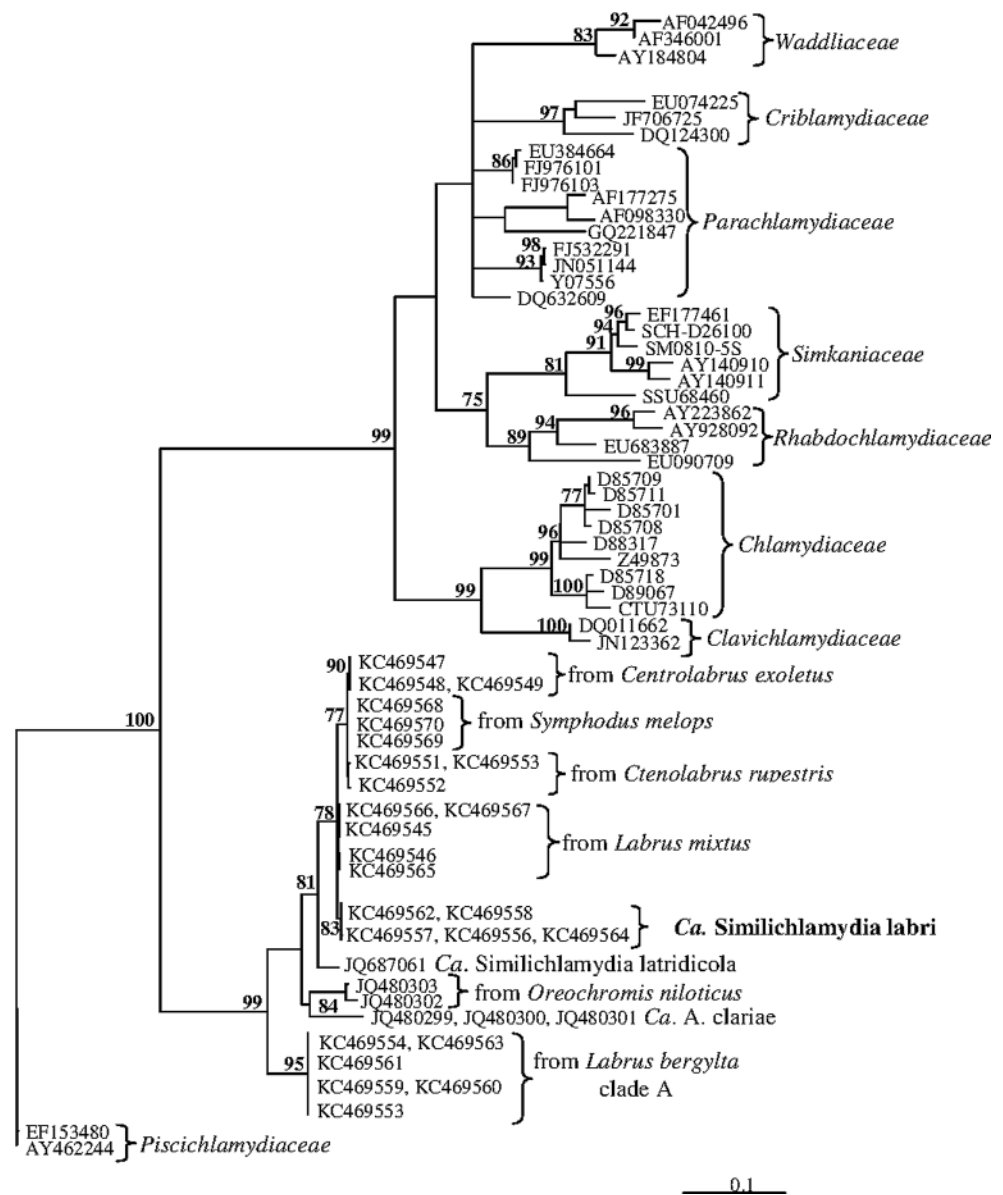 92
AF042496
AF346001
83
AY184804
Waddliaceae
EU074225
97
JF706725
DQ124300
Criblamydiaceae
EU384664
86
FJ976101
FJ976103
AF177275
AF098330
GQ221847
98
FJ532291
93
JN051144
Y07556
DQ632609
Parachlamydiaceae
96
EF177461
94
SCH-D26100
91
SM0810-5S
99
AY140910
AY140911
81
SSU68460
Simkaniaceae
75
96
AY223862
94
AY928092
89
EU683887
EU090709
Rhabdochlamydiaceae
99
D85709
77
D85711
D85701
D85708
96
D88317
99
Z49873
D85718
100
D89067
CTU73110
Chlamydiaceae
99
100
DQ011662
JN123362
Clavichlamydiaceae
90
KC469547
KC469548, KC469549
from Centrolabrus exoletus
77
KC469568
KC469570
KC469569
from Symphodus melops
100
KC469551, KC469553
KC469552
from Ctenolabrus rupestris
78
KC469566, KC469567
KC469545
KC469546
KC469565
from Labrus mixtus
81
83
KC469562, KC469558
KC469557, KC469556, KC469564
Ca. Similichlamydia labri
JQ687061 Ca. Similichlamydia latridicola
99
JQ480303
JQ480302
from Oreochromis niloticus
84
JQ480299, JQ480300, JQ480301 Ca. A. clariae
95
KC469554, KC469563
KC469561
KC469559, KC469560
KC469553
from Labrus bergylta
clade A
EF153480
AY462244
Piscichlamydiaceae
0.1